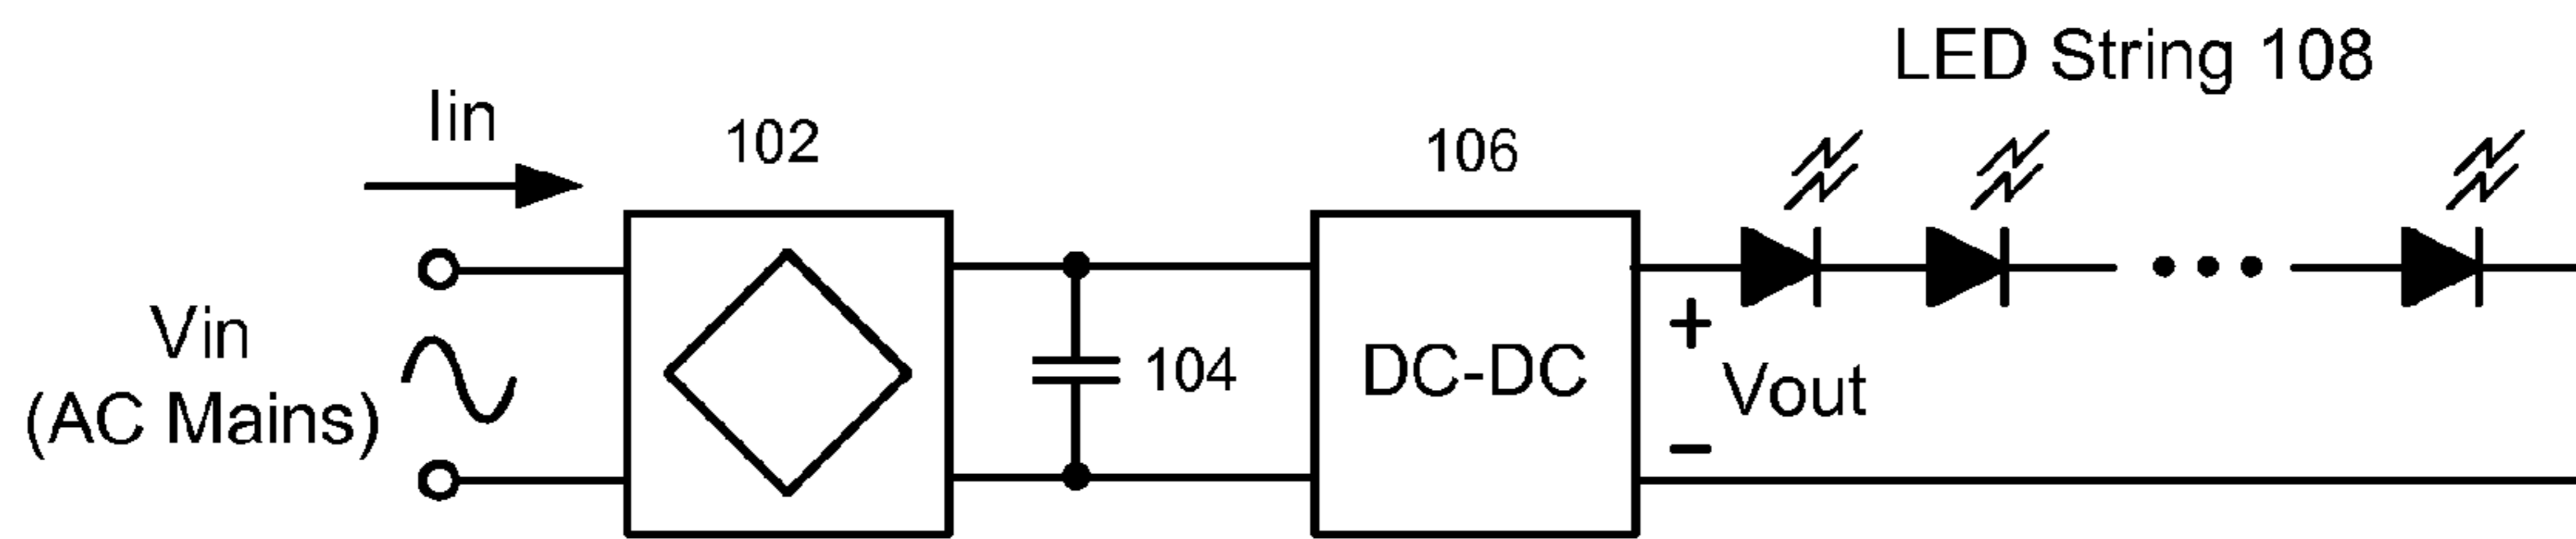 LED String 108
Iin
102
106
Vin
(AC Mains)
104
DC-DC
+
Vout
−